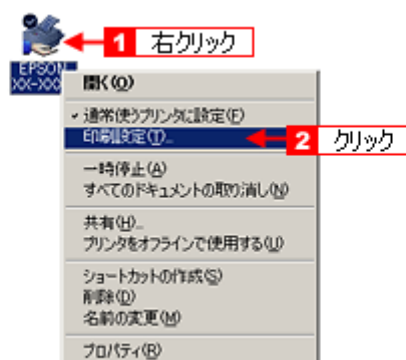 1 右クリック
EPSON
XX-XXX
開く(O)
通常使うプリンタに設定(F)
印刷設定(T)...
2 クリック
一時停止(A)
すべてのドキュメントの取り消し(N)
共有(H)...
プリンタをオフラインで使用する(U)
ショートカットの作成(S)
削除(D)
名前の変更(M)
プロパティ(R)